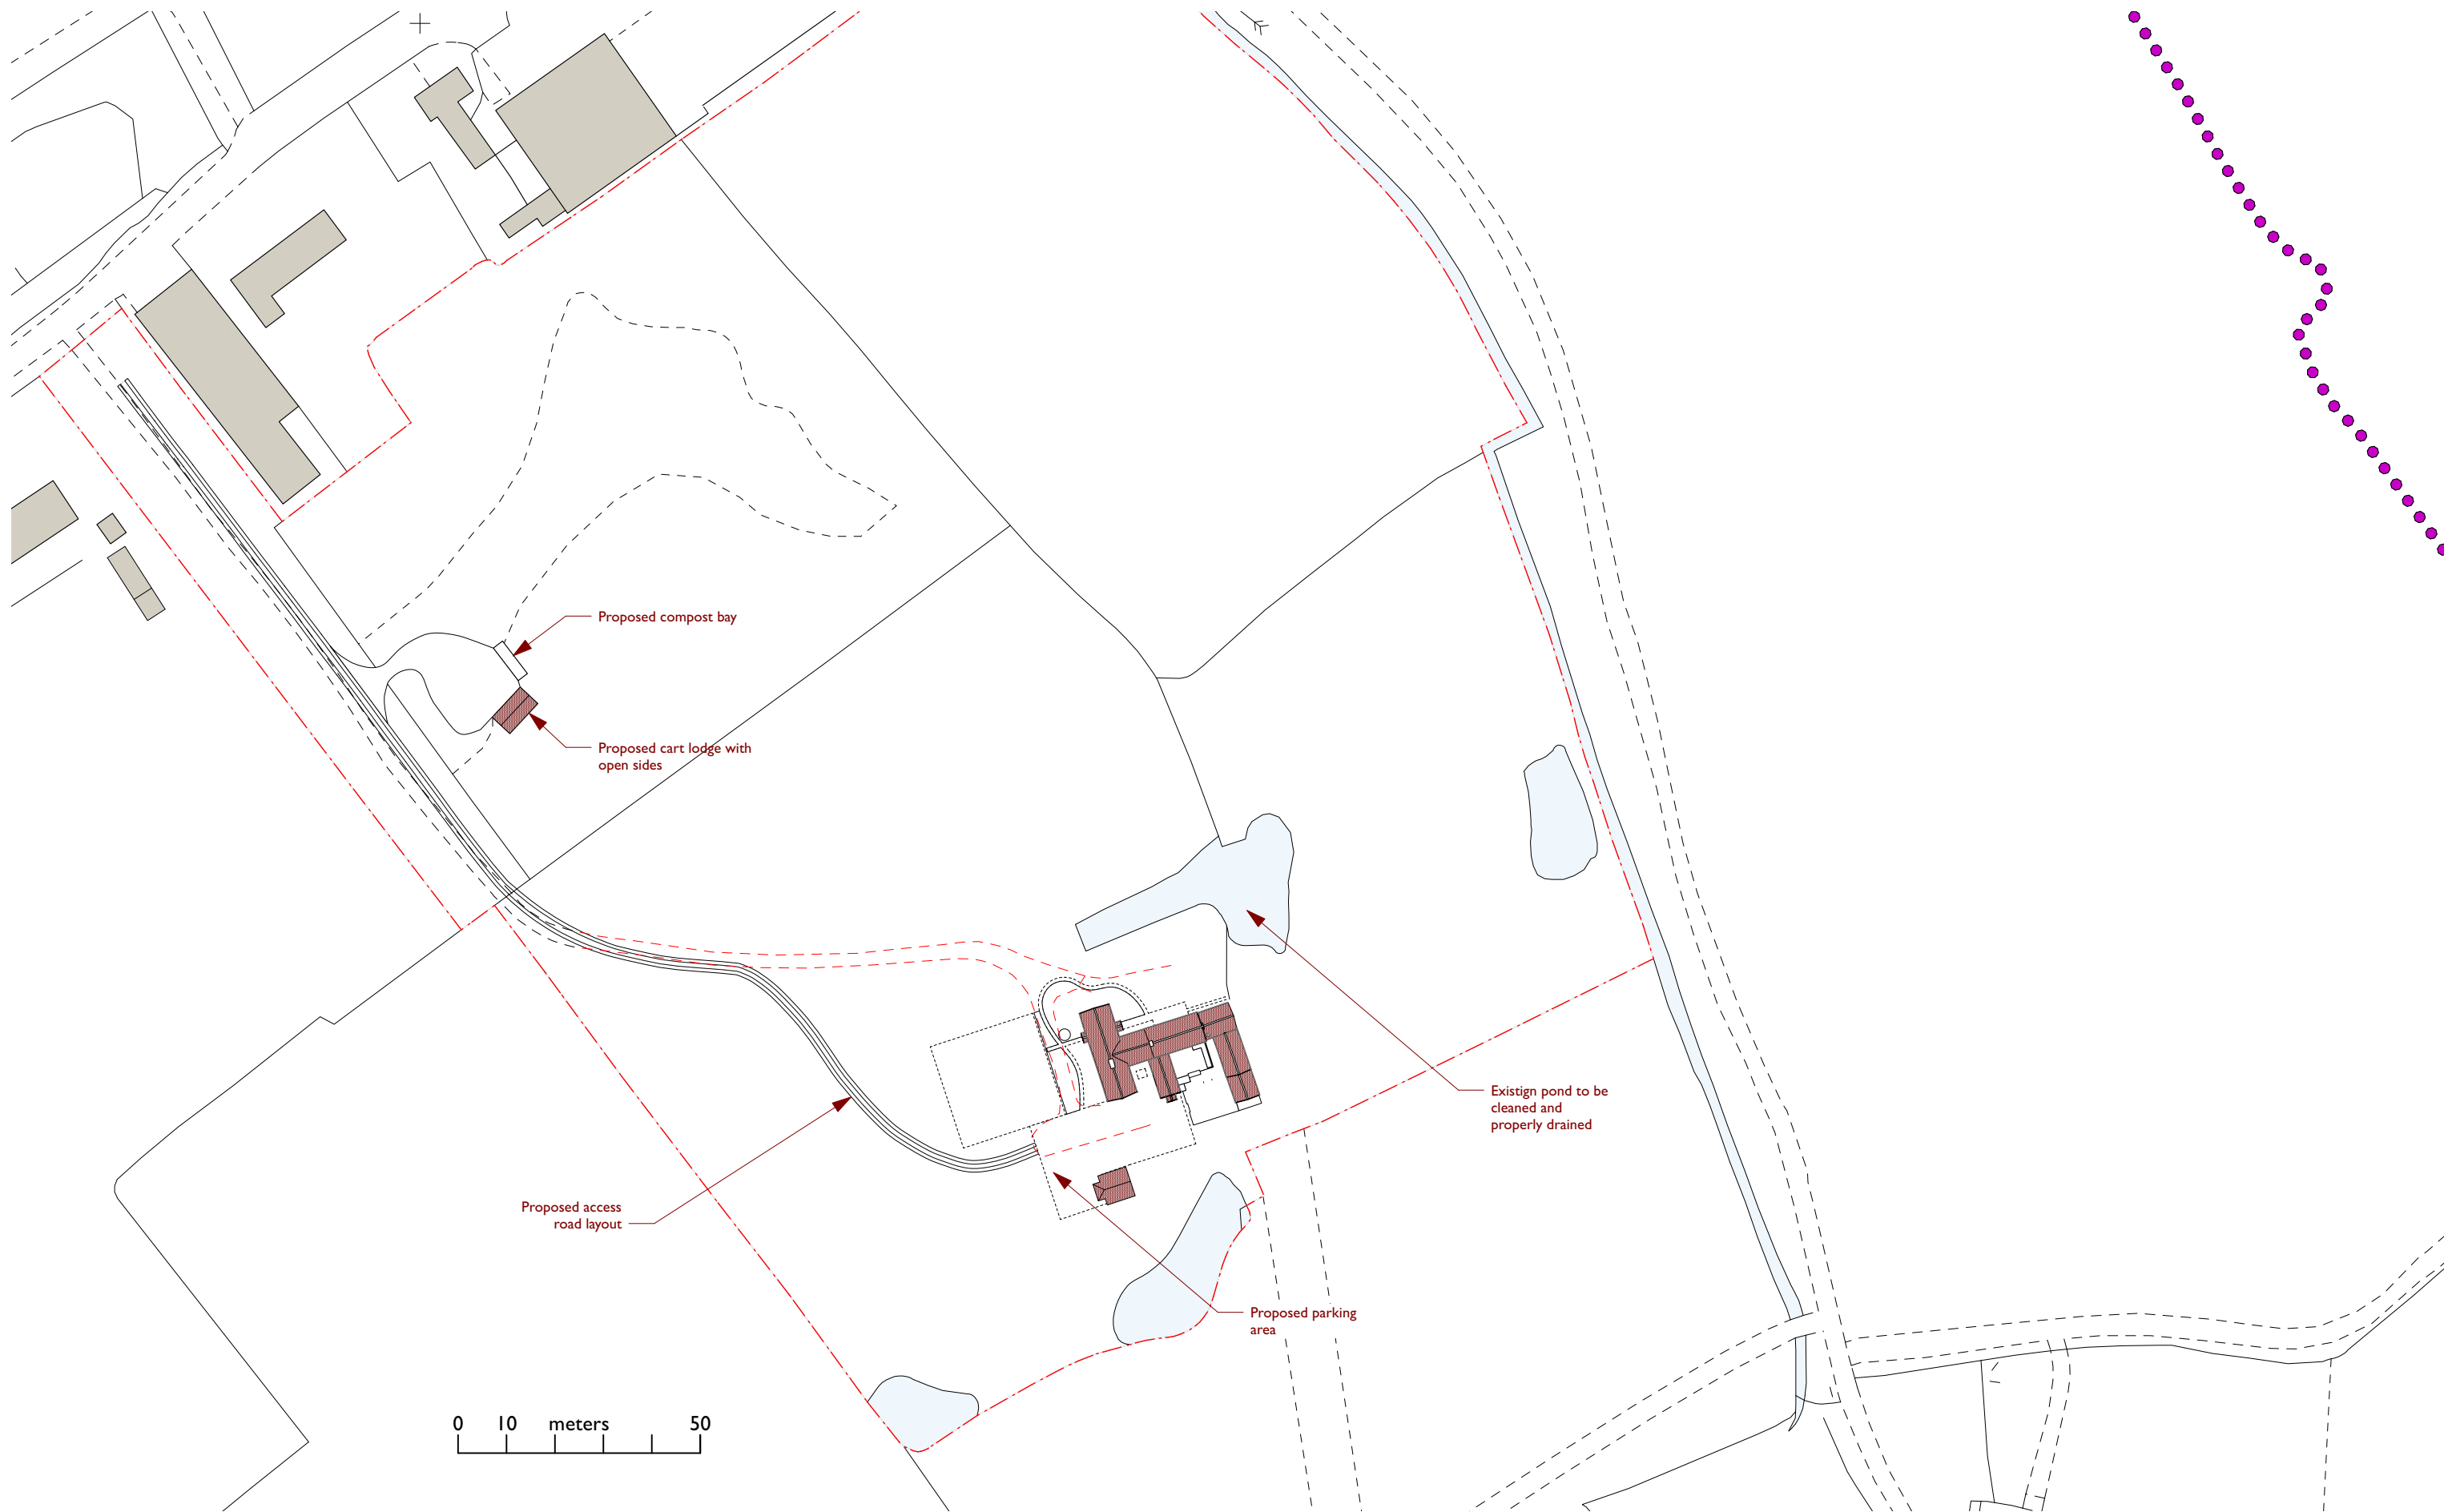 Proposed compost bay
Proposed cart lodge with
open sides
Existign pond to be
cleaned and
properly drained
Proposed access
road layout
Proposed parking
area
0 10 meters 50